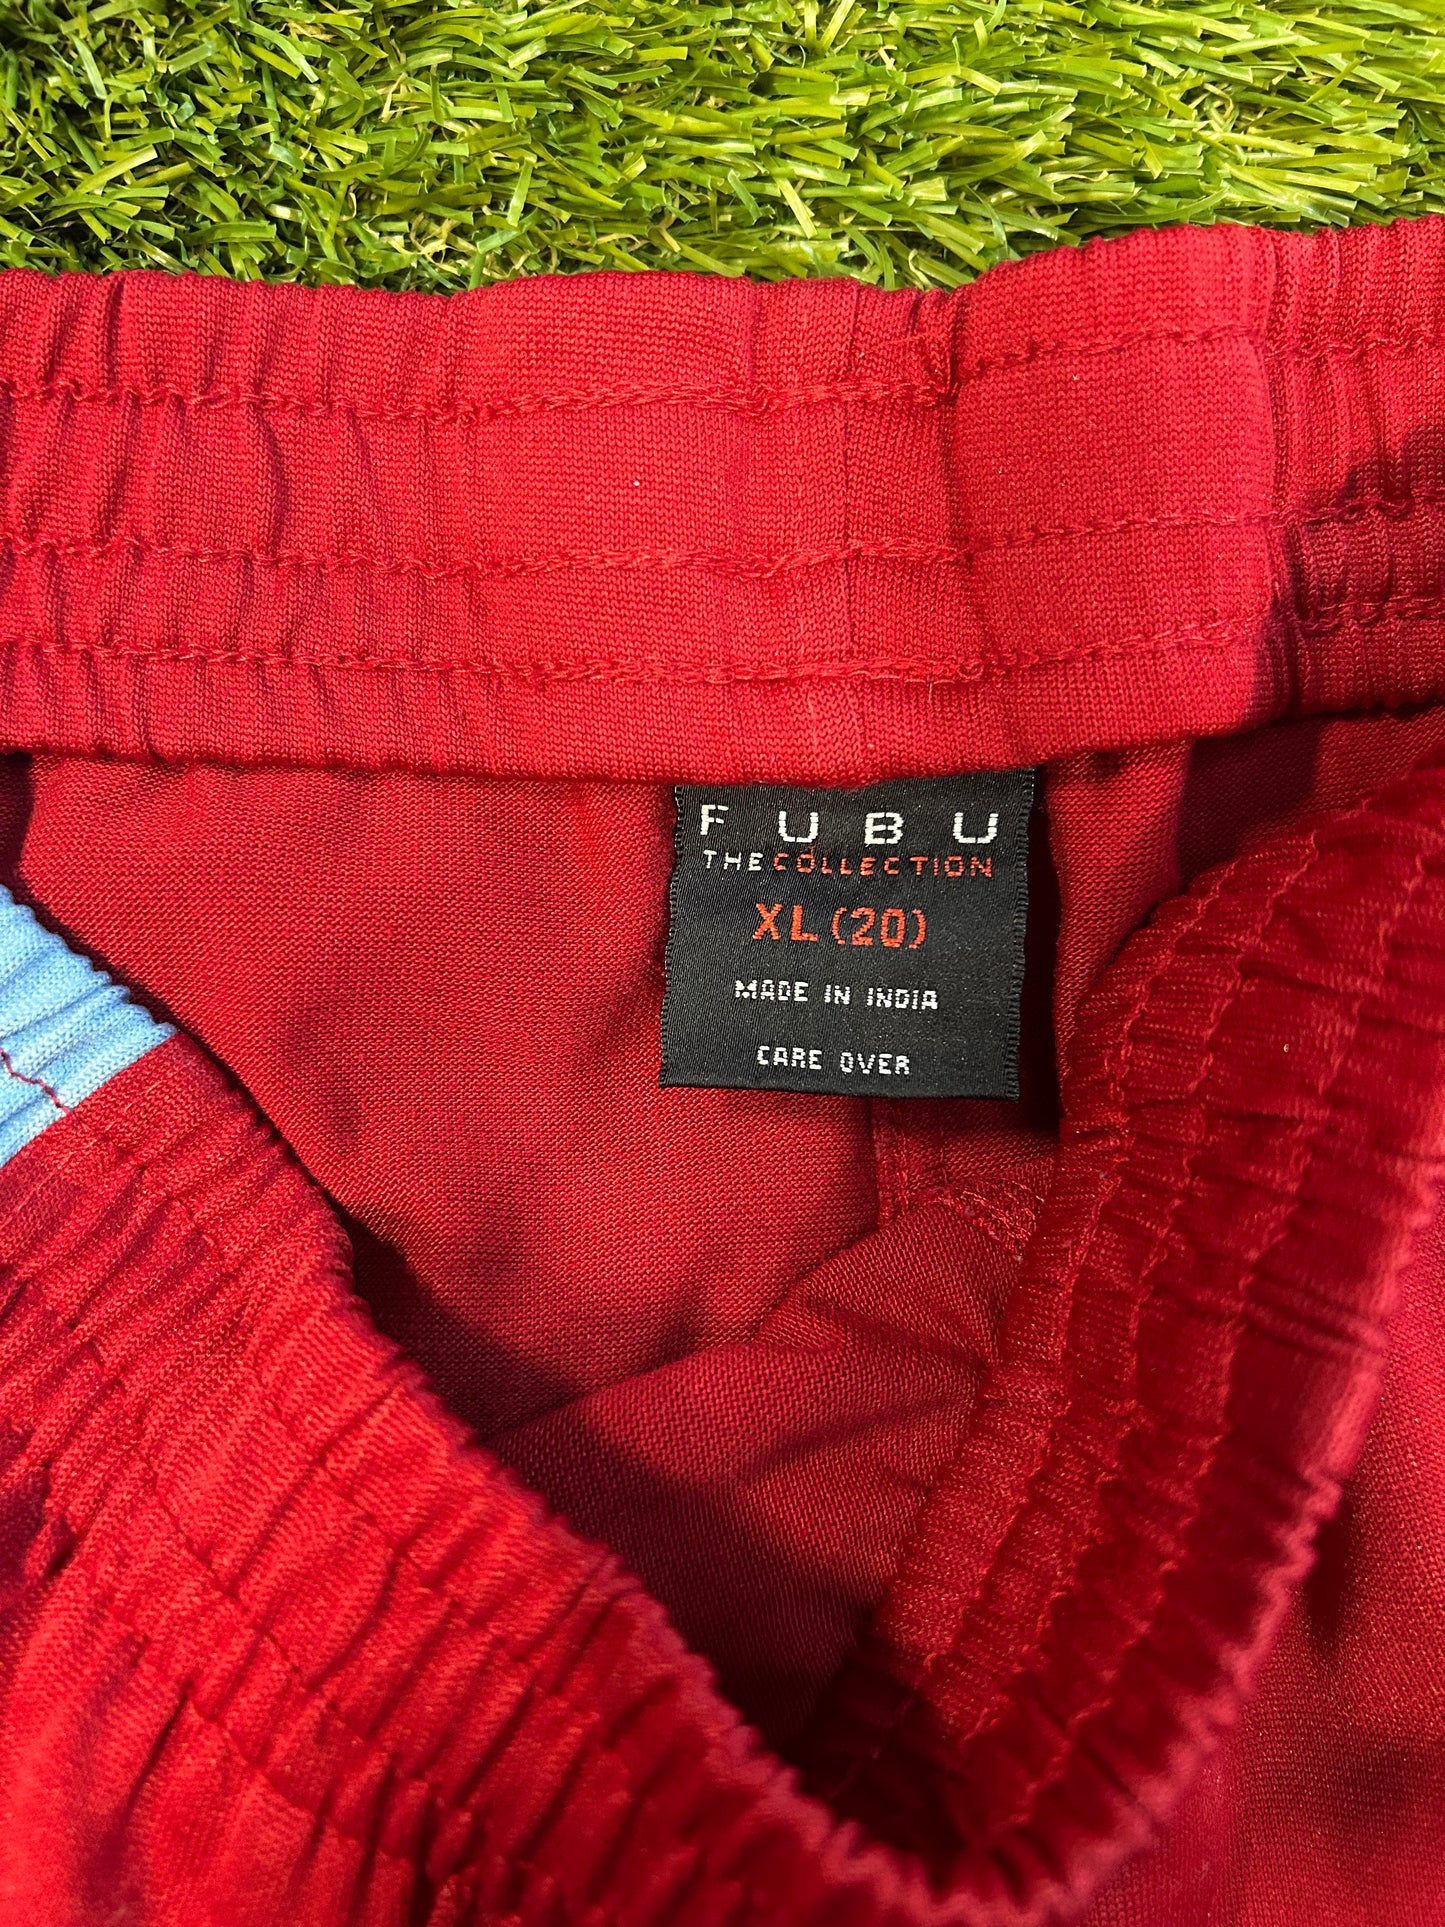 FUBU
THE COLLECTION
XL (20)
MADE IN INDIA
CARE OVER